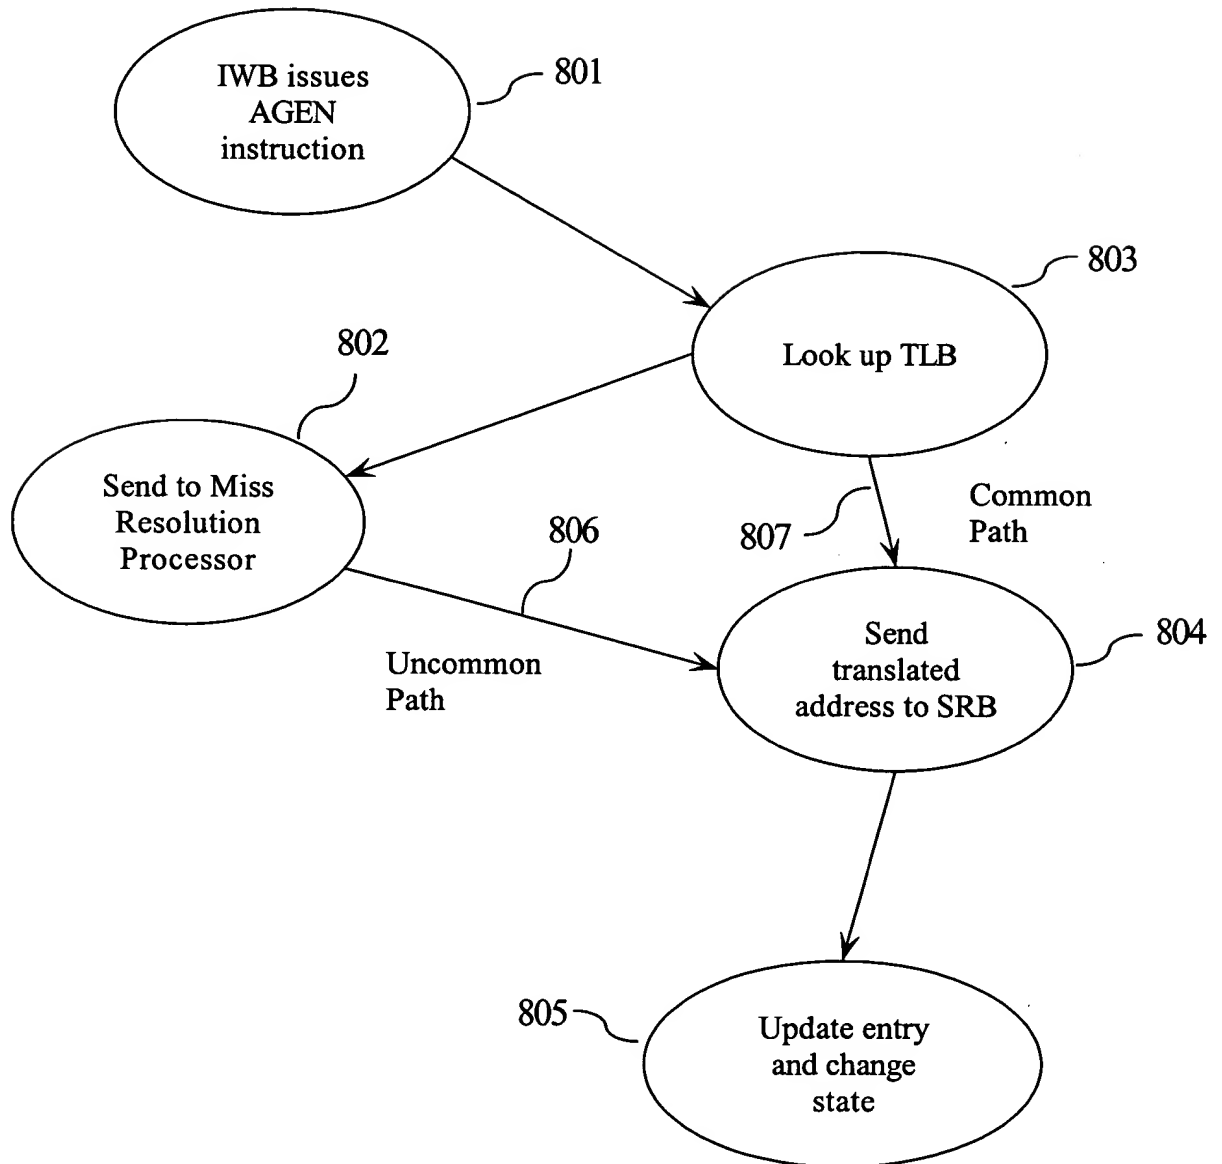 IWB issues
AGEN
instruction
801
803
Look up TLB
802
Send to Miss
Resolution
Processor
806
807
Common
Path
Uncommon
Path
Send
translated
address to SRB
804
805
Update entry
and change
state